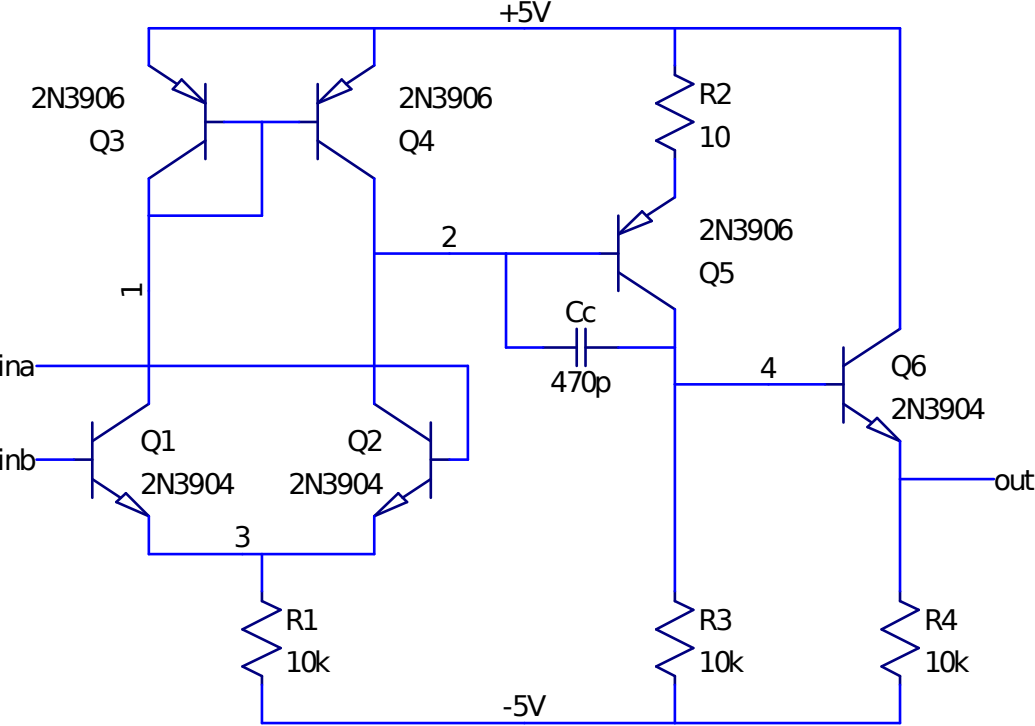 +5V
2N3906
Q3
2N3906
Q4
R2
10
2N3906
Q5
2
1
Cc
470p
ina
4
Q6
2N3904
inb
Q1
2N3904
Q2
2N3904
out
3
R1
10k
R3
10k
R4
10k
-5V